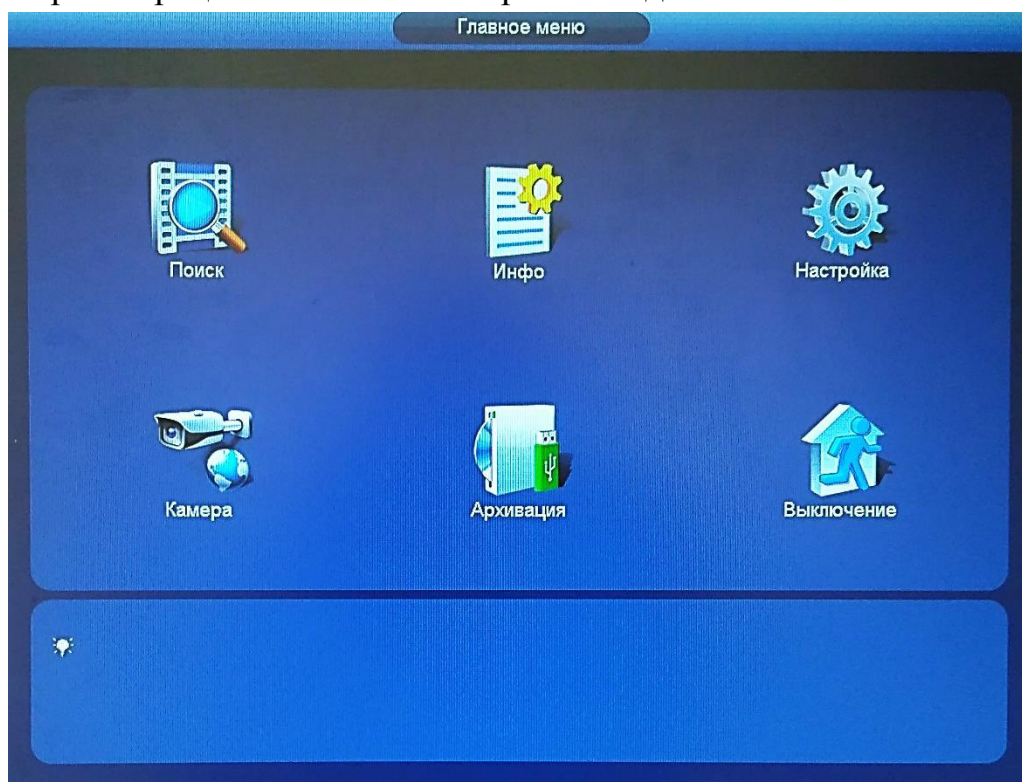 Главное меню
Поиск
Инфо
Настройка
Камера
Архивация
Выключение